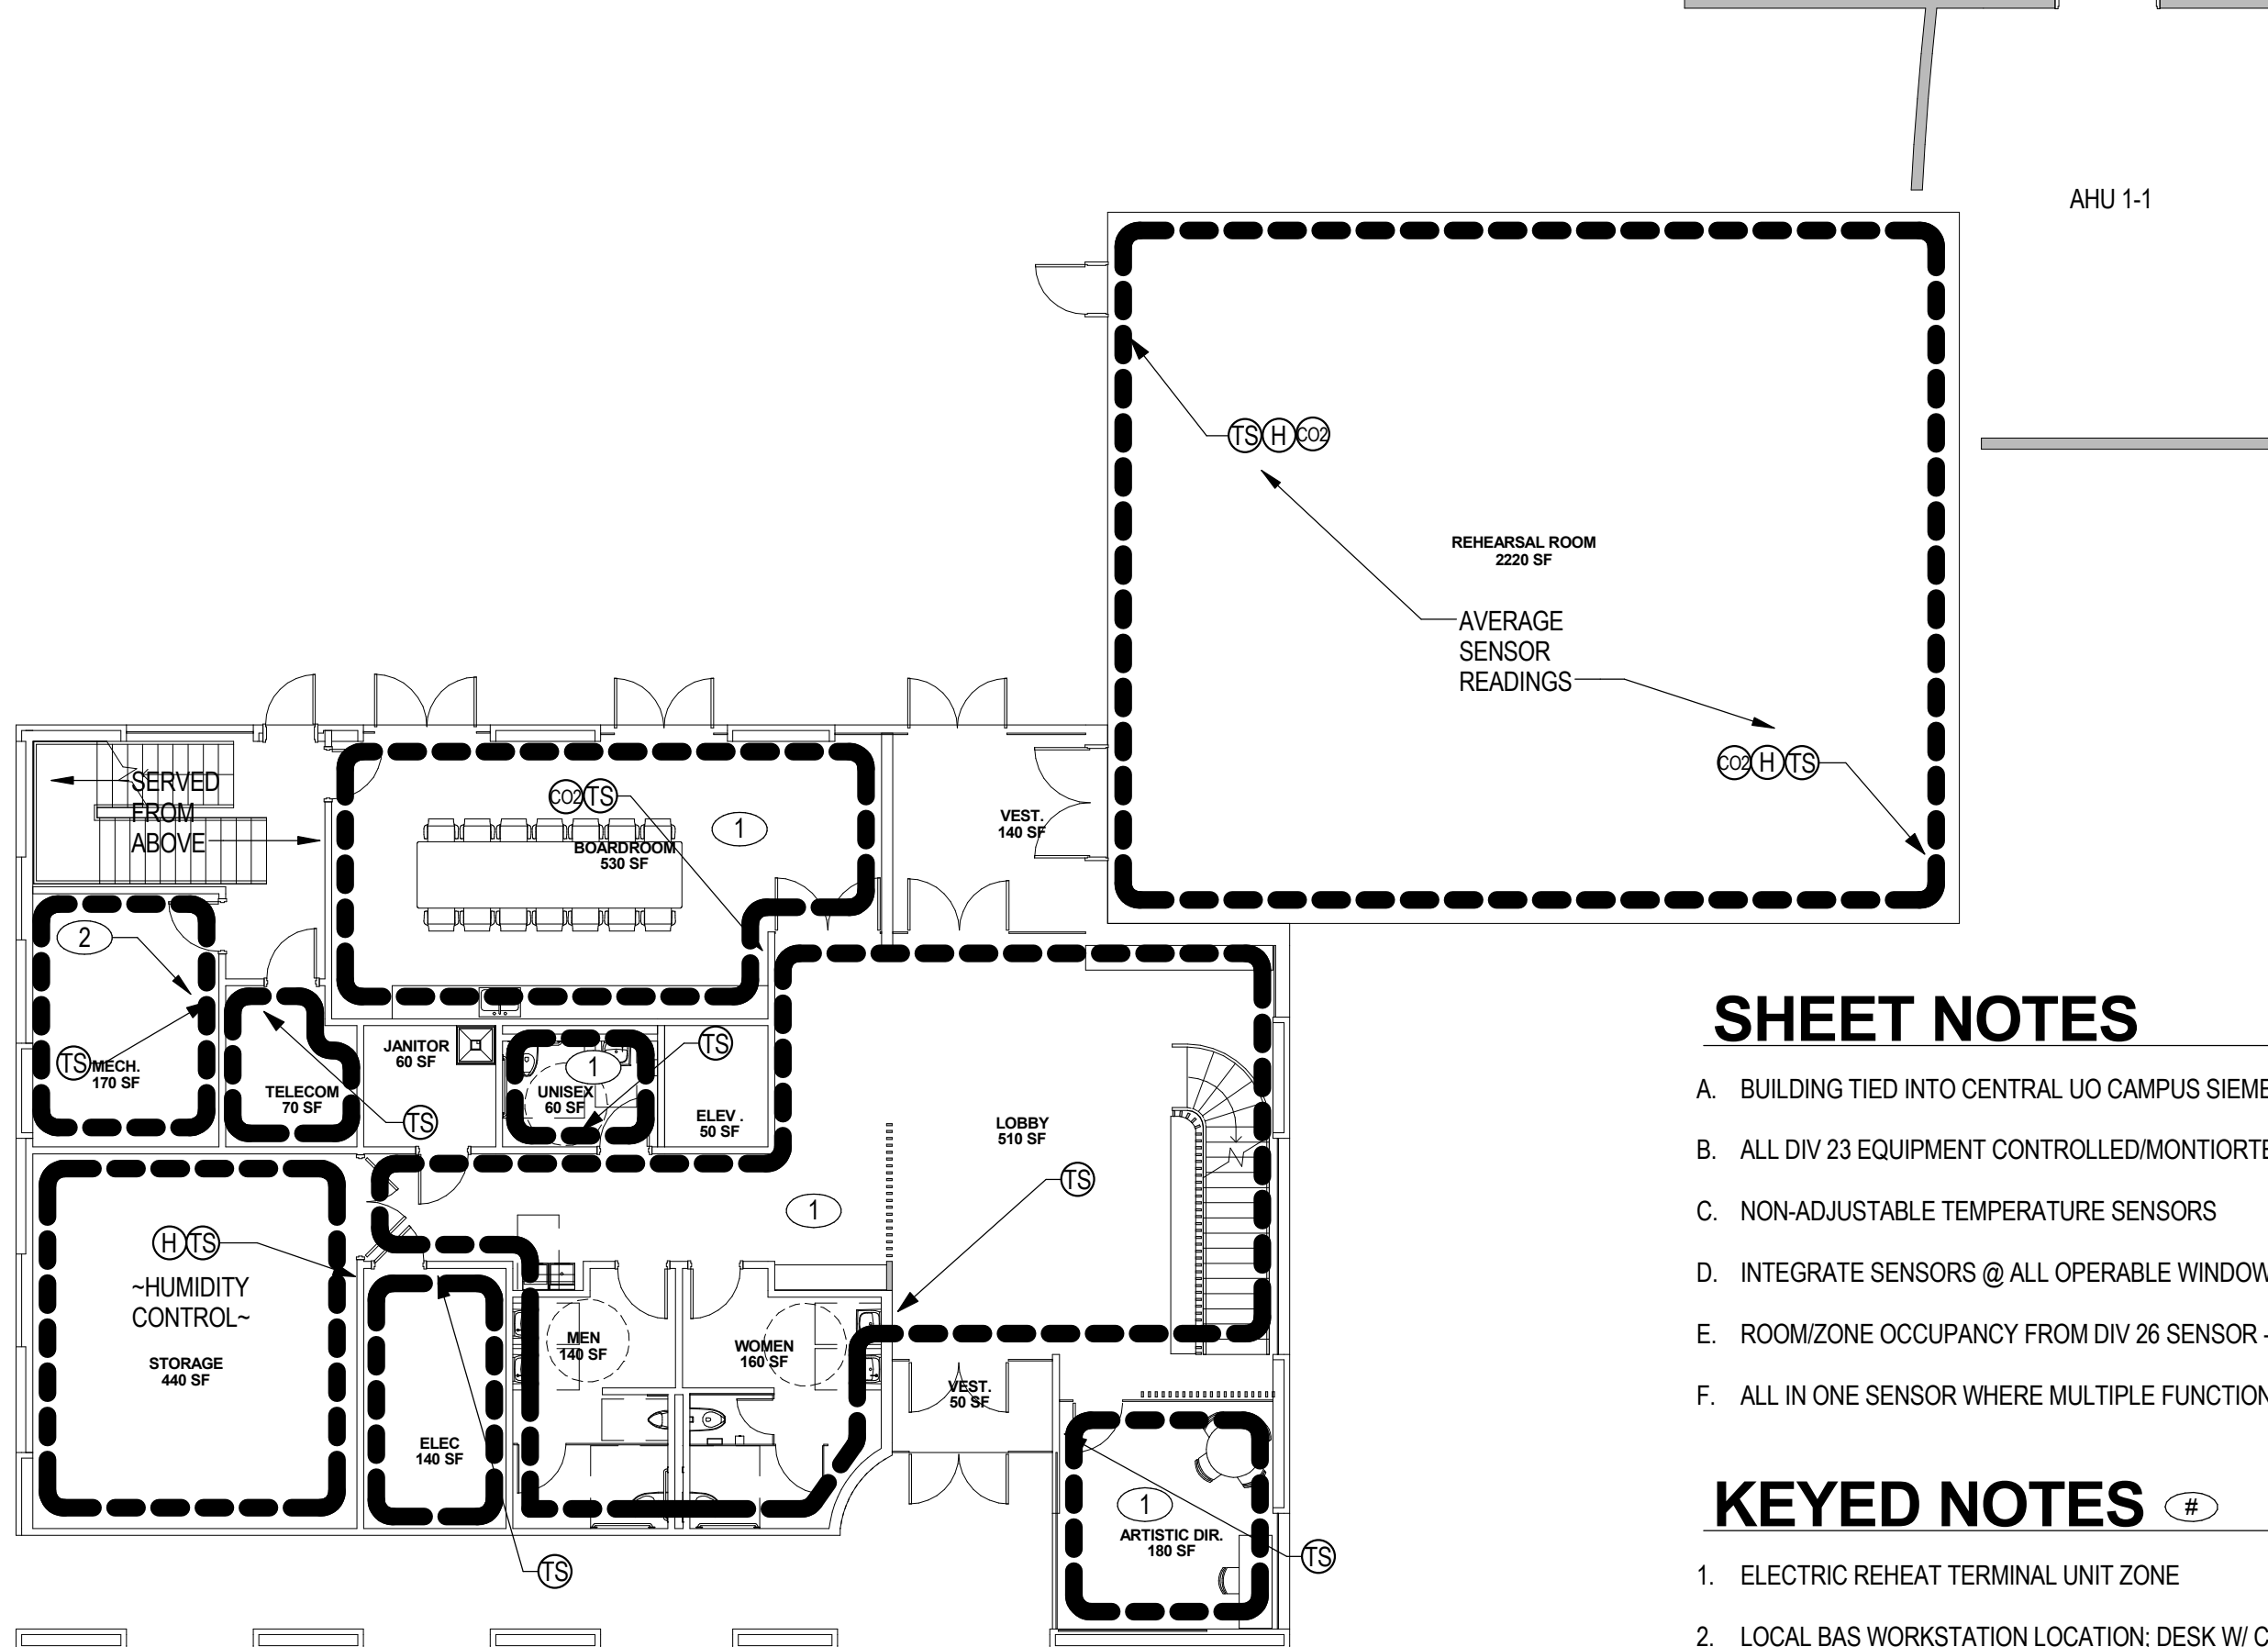 AHU 1-1
TS H CO2
REHEARSAL ROOM
2220 SF
AVERAGE
SENSOR
READINGS
CO2 H TS
SERVED
FROM
ABOVE
CO2 TS
1
BOARDROOM
530 SF
VEST.
140 SF
2
TS
MECH.
170 SF
TELECOM
70 SF
TS
JANITOR
60 SF
1
UNISEX
60 SF
TS
ELEV .
50 SF
LOBBY
510 SF
TS
1
H TS
~HUMIDITY
CONTROL~
STORAGE
440 SF
ELEC
140 SF
TS
MEN
140 SF
WOMEN
160 SF
VEST.
50 SF
N
1
ARTISTIC DIR.
180 SF
TS
SHEET NOTES
A. BUILDING TIED INTO CENTRAL UO CAMPUS SIEME
B. ALL DIV 23 EQUIPMENT CONTROLLED/MONTIORTE
C. NON-ADJUSTABLE TEMPERATURE SENSORS
D. INTEGRATE SENSORS @ ALL OPERABLE WINDOW
E. ROOM/ZONE OCCUPANCY FROM DIV 26 SENSOR -
F. ALL IN ONE SENSOR WHERE MULTIPLE FUNCTION
KEYED NOTES #
1. ELECTRIC REHEAT TERMINAL UNIT ZONE
2. LOCAL BAS WORKSTATION LOCATION; DESK W/ C